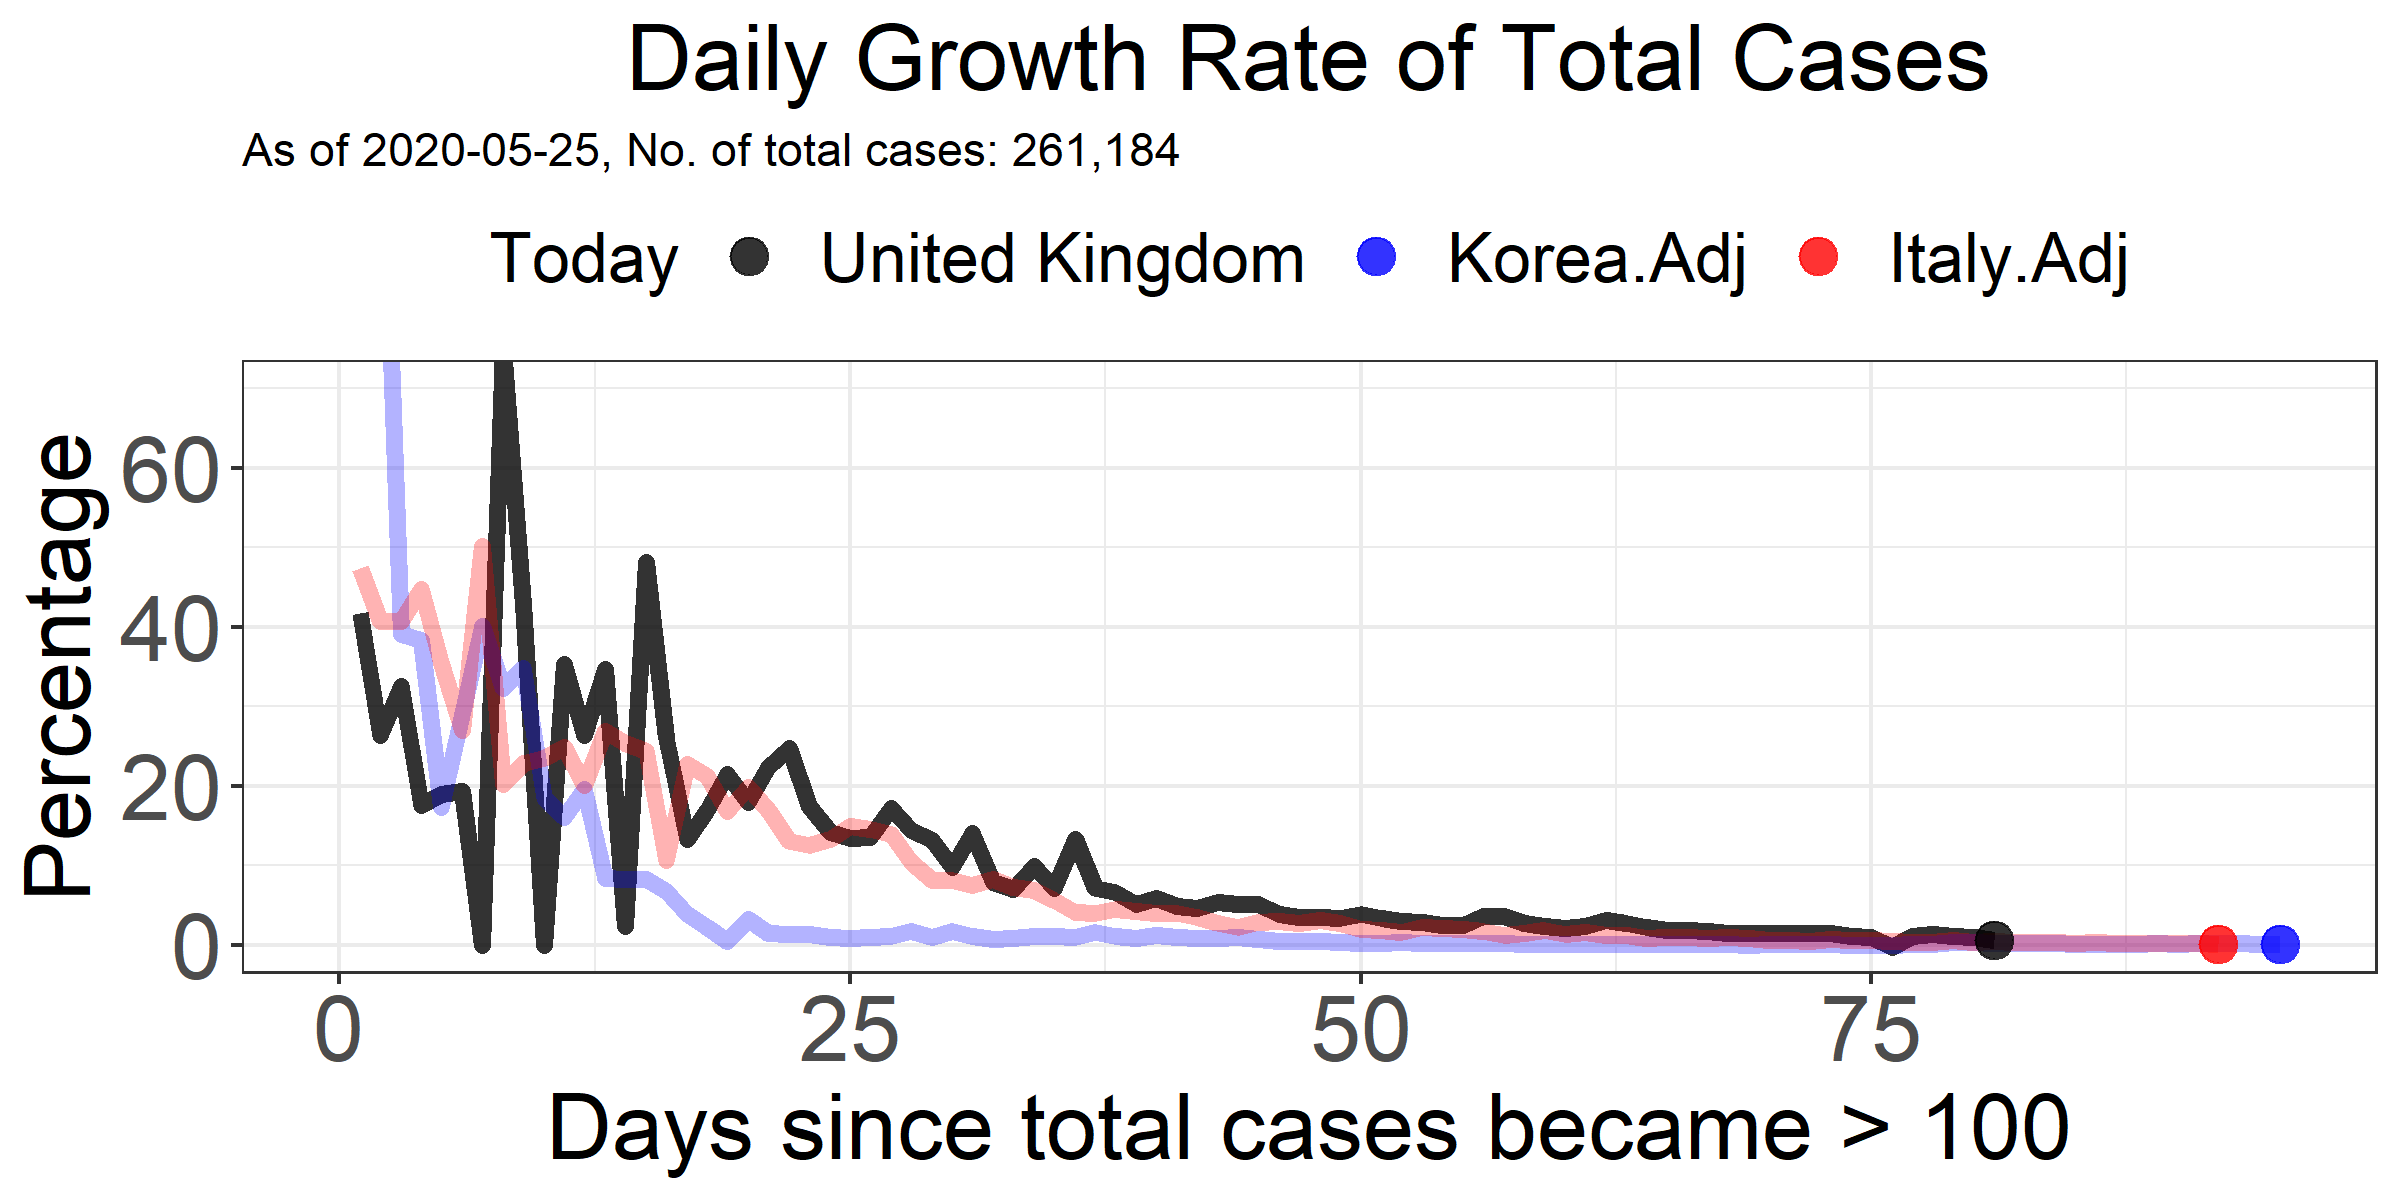 Daily Growth Rate of Total Cases
As of 2020-05-25, No. of total cases: 261,184
Today United Kingdom Korea.Adj Italy.Adj
Percentage
60
40
20
0
0 25 50 75
Days since total cases became > 100